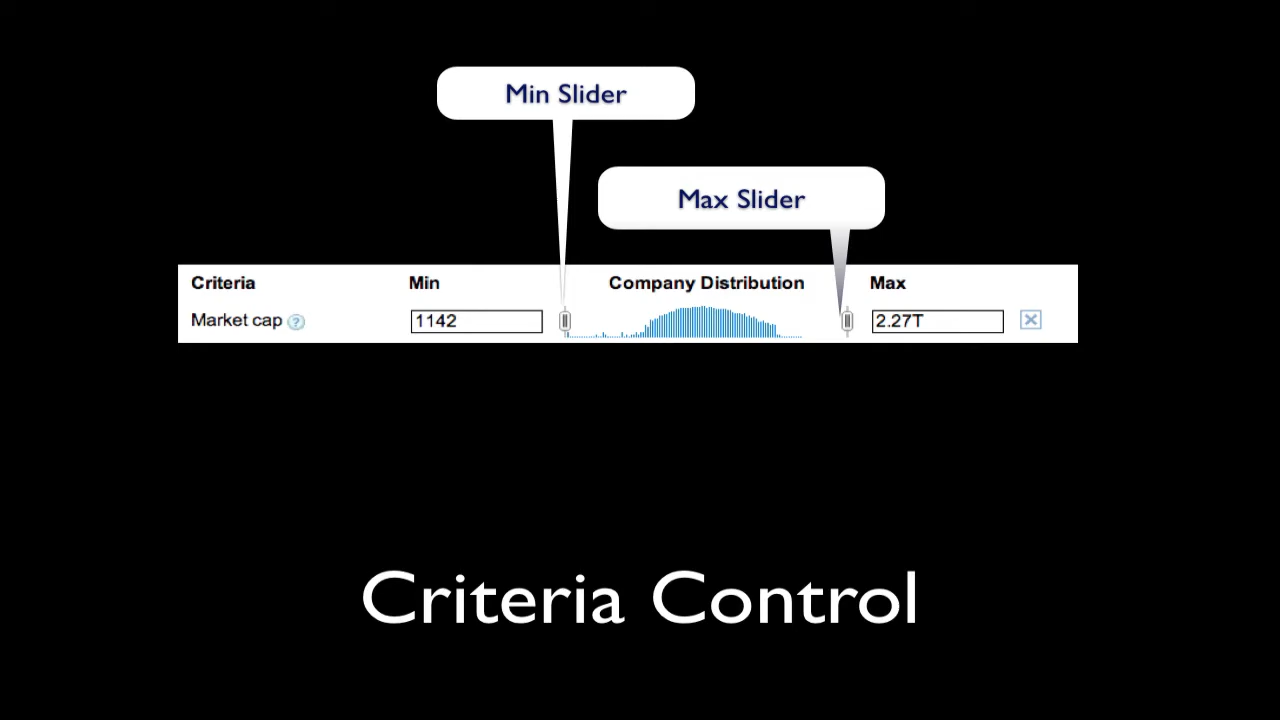 Min Slider
Max Slider
Criteria Min Company Distribution Max
Market cap ? 1142 2.27T
Criteria Control